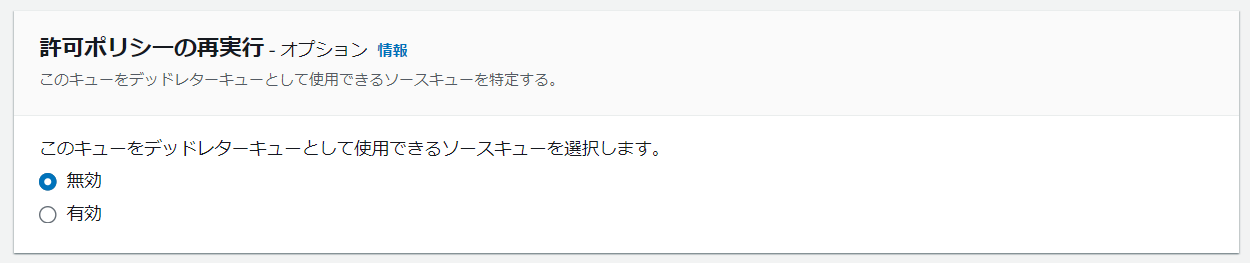 許可ポリシーの再実行 - オプション 情報
このキューをデッドレターキューとして使用できるソースキューを特定する。
このキューをデッドレターキューとして使用できるソースキューを選択します。
無効
有効